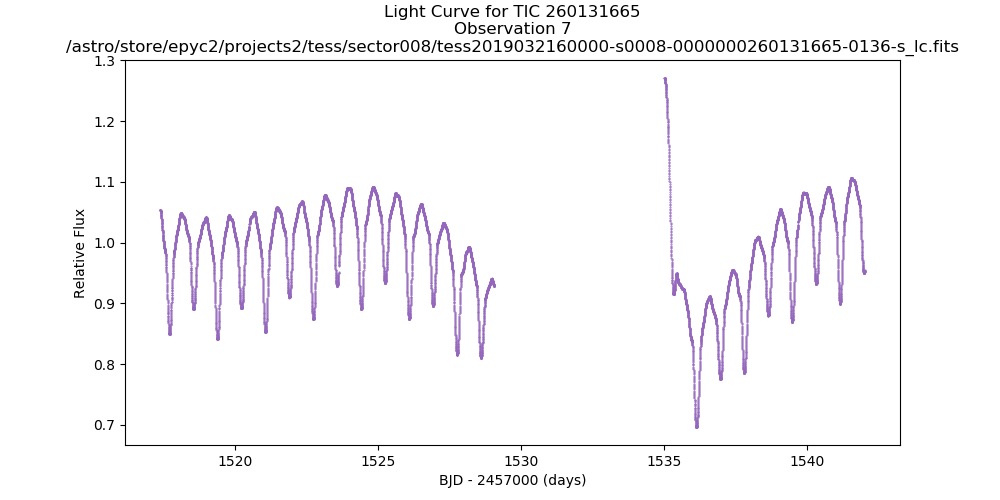 Light Curve for TIC 260131665
Observation 7
/astro/store/epyc2/projects2/tess/sector008/tess2019032160000-s0008-0000000260131665-0136-s_lc.fits
1.3
1.2
1.1
1.0
0.9
0.8
0.7
Relative Flux
1520
1525
1530
1535
1540
BJD - 2457000 (days)